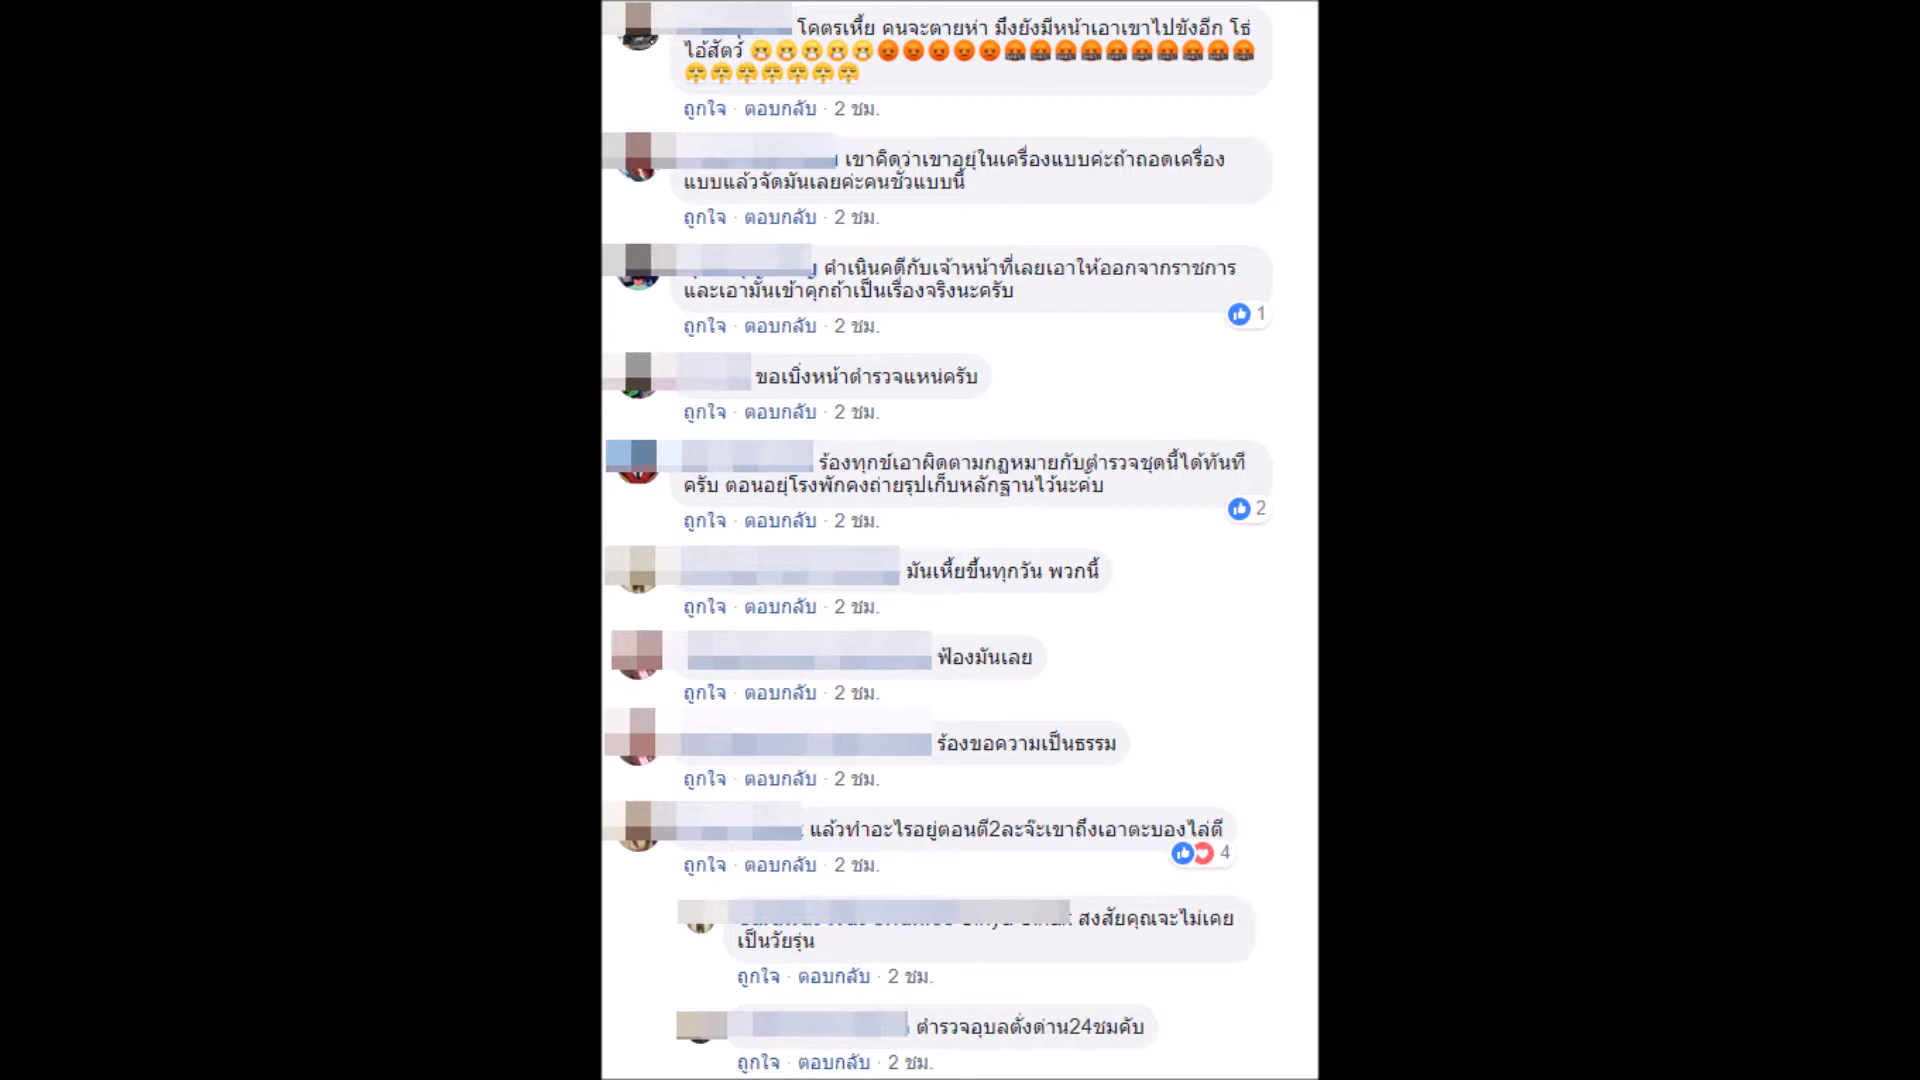 โคตรเหี้ย คนจะตายห่า มึงยังมีหน้าเอาเขาไปขังอีก โธ่
ไอ้สัตว์ 😷😷😷😷😷😡😡😡😡😡🤬🤬🤬🤬🤬🤬🤬🤬🤬🤬
😤😤😤😤😤😤😤
ถูกใจ · ตอบกลับ · 2 ชม.
เขาคิดว่าเขาอยุ่ในเครื่องแบบค่ะถ้าถอดเครื่อง
แบบแล้วจัดมันเลยค่ะคนชั่วแบบนี้
ถูกใจ · ตอบกลับ · 2 ชม.
ดำเนินคดีกับเจ้าหน้าที่เลยเอาให้ออกจากราชการ
และเอามันเข้าคุกถ้าเป็นเรื่องจริงนะครับ
1
ถูกใจ · ตอบกลับ · 2 ชม.
ขอเบิ่งหน้าตำรวจแหน่ครับ
ถูกใจ · ตอบกลับ · 2 ชม.
ร้องทุกข์เอาผิดตามกฏหมายกับตำรวจชุดนี้ได้ทันที
ครับ ตอนอยุ่โรงพักคงถ่ายรุปเก็บหลักฐานไว้นะค่บ
2
ถูกใจ · ตอบกลับ · 2 ชม.
มันเหี้ยขึ้นทุกวัน พวกนี้
ถูกใจ · ตอบกลับ · 2 ชม.
ฟ้องมันเลย
ถูกใจ · ตอบกลับ · 2 ชม.
ร้องขอความเป็นธรรม
ถูกใจ · ตอบกลับ · 2 ชม.
แล้วทำอะไรอยู่ตอนตี2ละจ๊ะเขาถึงเอาตะบองไล่ตี
4
ถูกใจ · ตอบกลับ · 2 ชม.
สงสัยคุณจะไม่เคย
เป็นวัยรุ่น
ถูกใจ · ตอบกลับ · 2 ชม.
ตำรวจอุบลตั่งด่าน24ชมคับ
ถูกใจ · ตอบกลับ · 2 ชม.